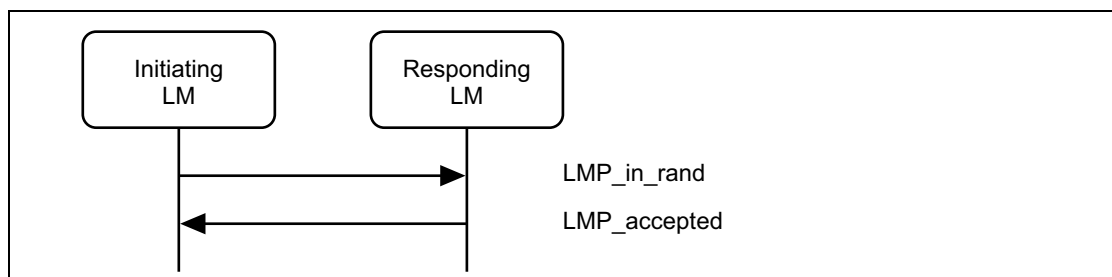 Initiating
LM
Responding
LM
LMP_in_rand
LMP_accepted